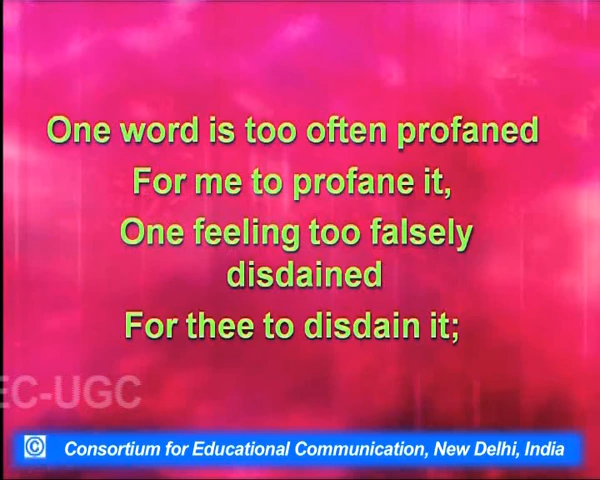 One word is too often profaned
For me to profane it,
One feeling too falsely
disdained
For thee to disdain it;
EC-UGC
© Consortium for Educational Communication, New Delhi, India